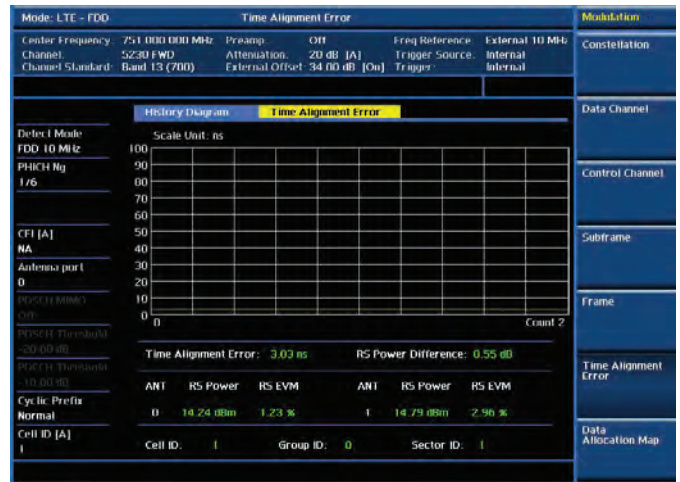 Mode: LTE - FDD
Time Alignment Error
Modulation
Center Frequency: 751.000 000 MHz
Preamp: Off
Freq Reference: External 10 MHz
Channel: 5230 FWD
Attenuation: 20 dB [A]
Trigger Source: Internal
Channel Standard: Band 13 (700)
External Offset: 34.00 dB [On]
Trigger: Internal
Constellation
History Diagram
Time Alignment Error
Data Channel
Detect Mode
FDD 10 MHz
Scale Unit: ns
100
90
80
70
60
50
40
30
20
10
0
0
Count 2
PHICH Ng
1/6
Control Channel
CFI [A]
NA
Subframe
Antenna port
0
PDSCH MIMO
Off
Frame
PDSCH Threshold
-20.00 dB
PDCCH Threshold
-10.00 dB
Time Alignment Error: 3.03 ns
RS Power Difference: 0.55 dB
Time Alignment
Error
ANT RS Power RS EVM
ANT RS Power RS EVM
Cyclic Prefix
Normal
0 14.24 dBm 1.23 %
1 14.79 dBm 2.96 %
Cell ID [A]
1
Cell ID: 1
Group ID: 0
Sector ID: 1
Data
Allocation Map